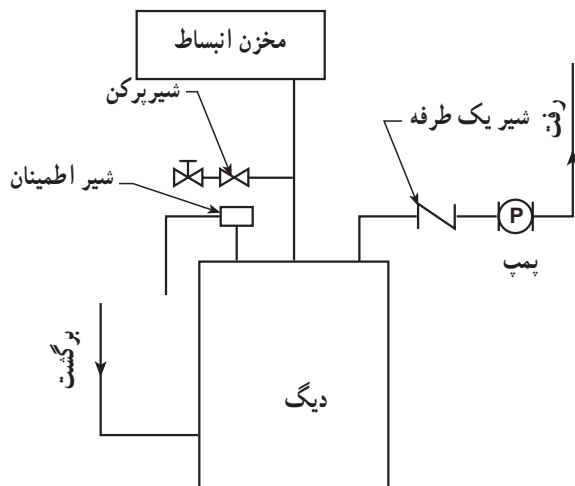 مخزن انبساط
شیرپرکن
شیر یک طرفه
رفت
شیر اطمینان
P
پمپ
برگشت
دیگ